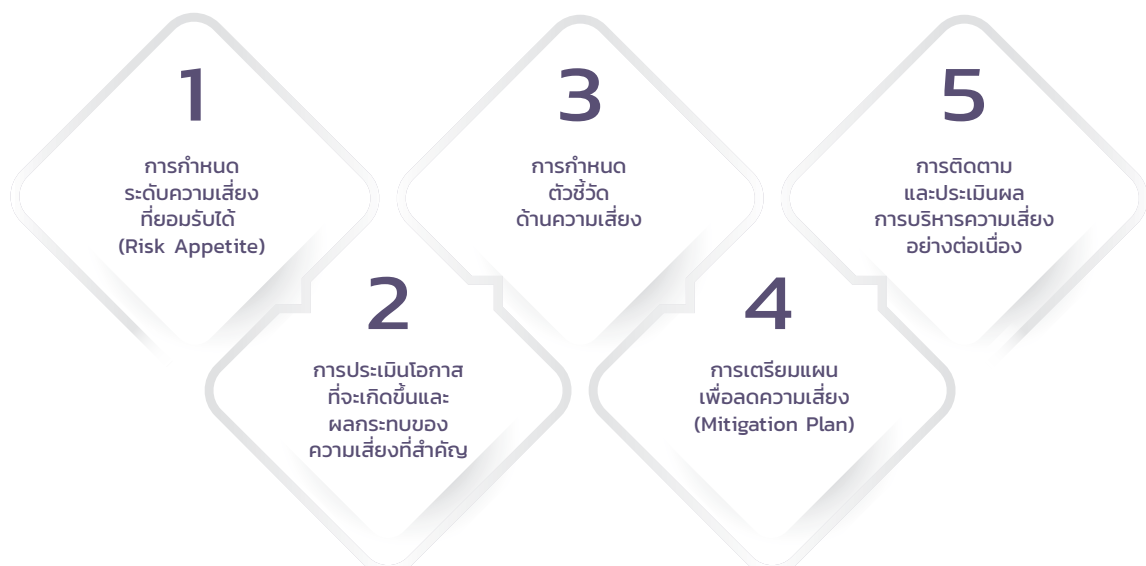 1
การกำหนด
ระดับความเสี่ยง
ที่ยอมรับได้
(Risk Appetite)
2
การประเมินโอกาส
ที่จะเกิดขึ้นและ
ผลกระทบของ
ความเสี่ยงที่สำคัญ
3
การกำหนด
ตัวชี้วัด
ด้านความเสี่ยง
4
การเตรียมแผน
เพื่อลดความเสี่ยง
(Mitigation Plan)
5
การติดตาม
และประเมินผล
การบริหารความเสี่ยง
อย่างต่อเนื่อง